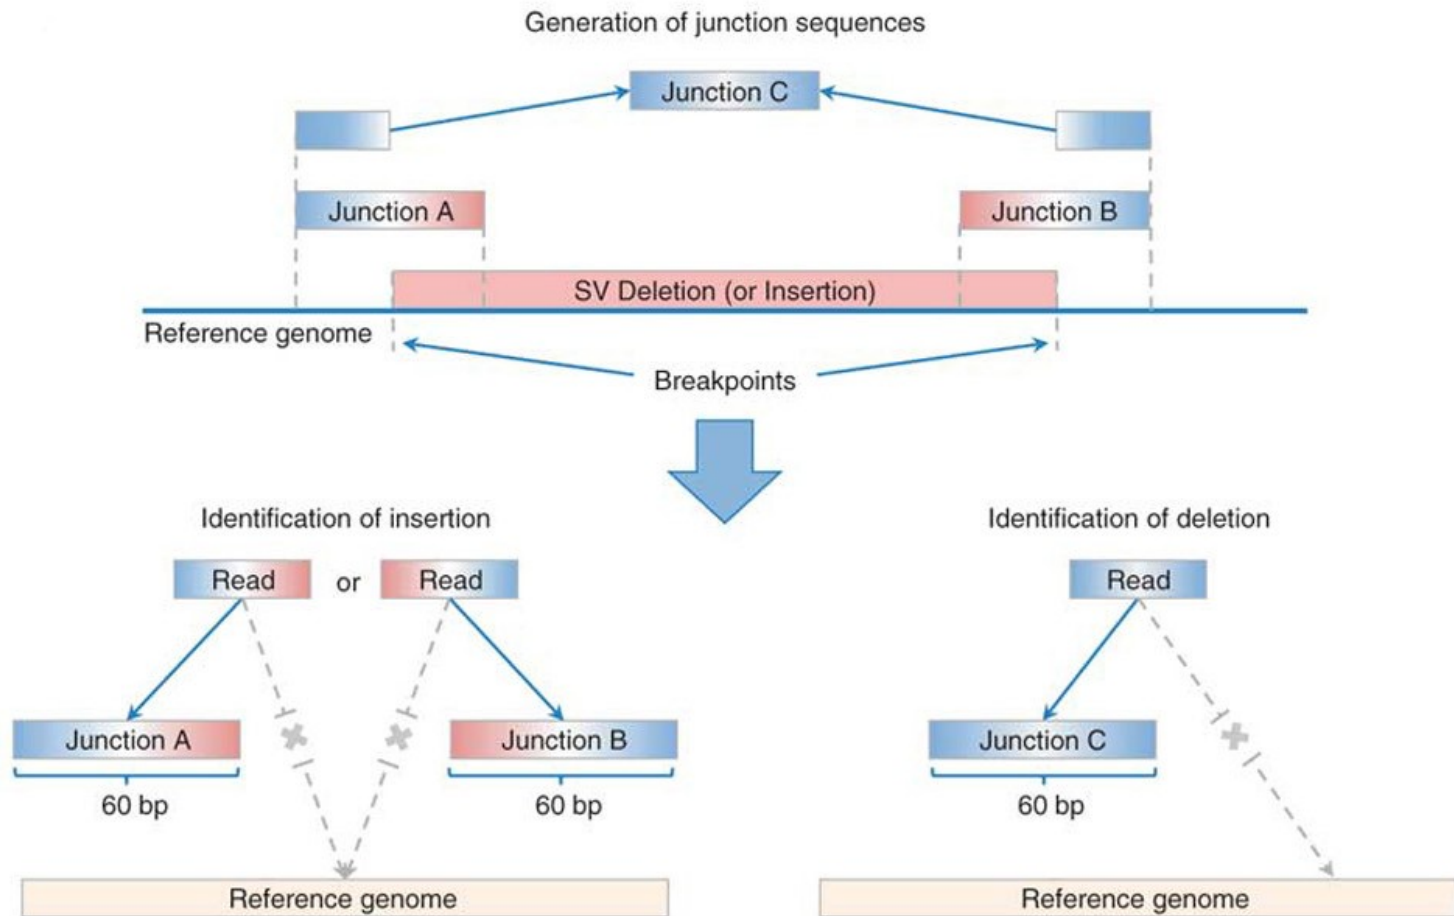 Generation of junction sequences
Junction C
Junction A
Junction B
SV Deletion (or Insertion)
Reference genome
Breakpoints
Identification of insertion
Identification of deletion
Read or Read
Read
Junction A
Junction B
Junction C
60 bp
60 bp
60 bp
Reference genome
Reference genome